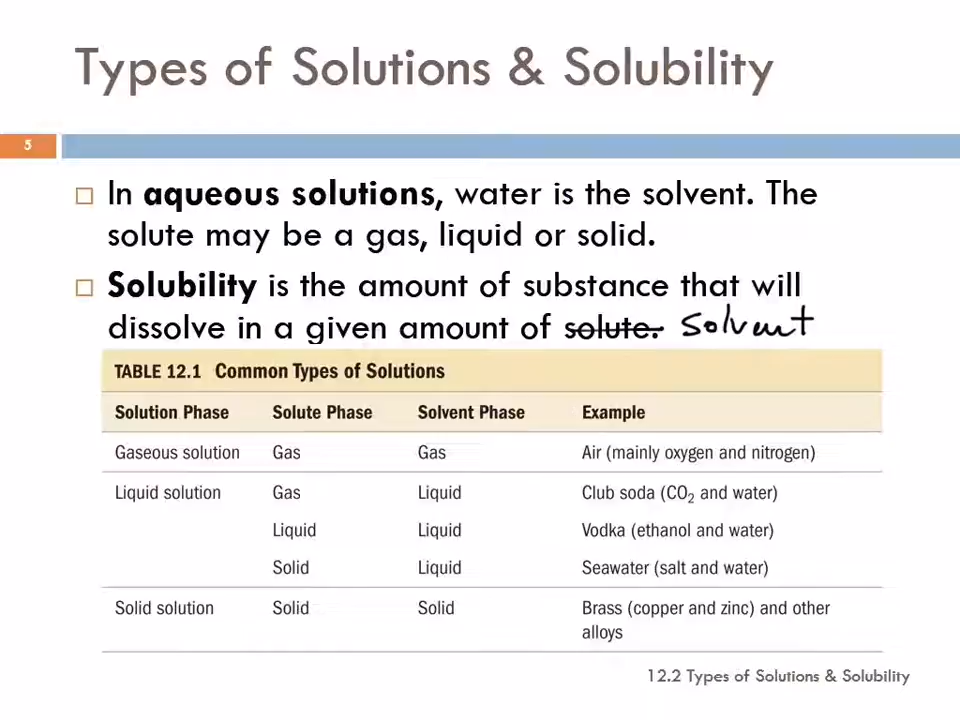 Types of Solutions & Solubility
5
In aqueous solutions, water is the solvent. The
solute may be a gas, liquid or solid.
Solubility is the amount of substance that will
dissolve in a given amount of solute. solvent
TABLE 12.1 Common Types of Solutions
Solution Phase Solute Phase Solvent Phase Example
Gaseous solution Gas Gas Air (mainly oxygen and nitrogen)
Liquid solution Gas Liquid Club soda (CO₂ and water)
Liquid Liquid Vodka (ethanol and water)
Solid Liquid Seawater (salt and water)
Solid solution Solid Solid Brass (copper and zinc) and other
alloys
12.2 Types of Solutions & Solubility